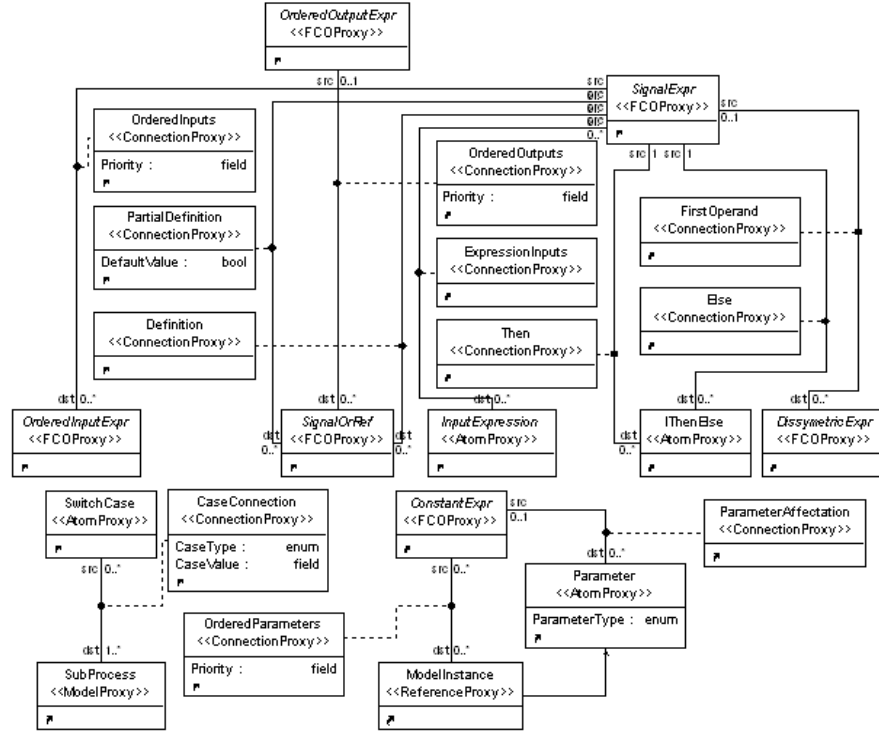 OrderedOutputExpr
<<FCOProxy>>
src 0..1
src
src
src
src
0..*
SignalExpr
<<FCOProxy>>
src
0..1
src 1 src 1
OrderedInputs
<<ConnectionProxy>>
Priority : field
OrderedOutputs
<<ConnectionProxy>>
Priority : field
PartialDefinition
<<ConnectionProxy>>
DefaultValue : bool
FirstOperand
<<ConnectionProxy>>
ExpressionInputs
<<ConnectionProxy>>
Else
<<ConnectionProxy>>
Definition
<<ConnectionProxy>>
Then
<<ConnectionProxy>>
dst 0..*
dst 0..*
dst 0..*
dst 0..*
dst 0..*
OrderedInputExpr
<<FCOProxy>>
dst
0..*
SignalOrRef
<<FCOProxy>>
dst
0..*
InputExpression
<<AtomProxy>>
dst
0..*
IfThenElse
<<AtomProxy>>
DissymetricExpr
<<FCOProxy>>
SwitchCase
<<AtomProxy>>
src 0..*
CaseConnection
<<ConnectionProxy>>
CaseType : enum
CaseValue : field
ConstantExpr
<<FCOProxy>>
src
0..1
src 0..*
ParameterAffectation
<<ConnectionProxy>>
dst 0..*
Parameter
<<AtomProxy>>
ParameterType : enum
OrderedParameters
<<ConnectionProxy>>
Priority : field
dst 1..*
SubProcess
<<ModelProxy>>
dst 0..*
ModelInstance
<<ReferenceProxy>>